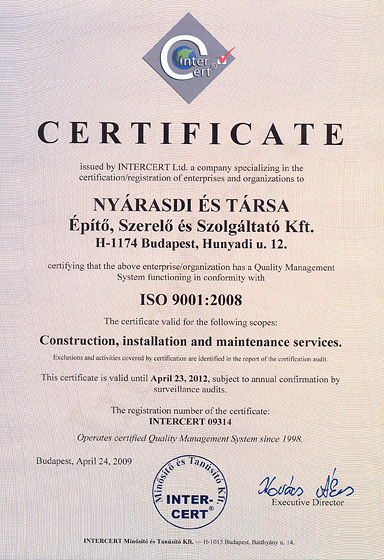 inter
Cert®
CERTIFICATE
issued by INTERCERT Ltd. a company specializing in the
certification/registration of enterprises and organizations to
NYÁRASDI ÉS TÁRSA
Építő, Szerelő és Szolgáltató Kft.
H-1174 Budapest, Hunyadi u. 12.
certifying that the above enterprise/organization has a Quality Management
System functioning in conformity with
ISO 9001:2008
The certificate valid for the following scopes:
Construction, installation and maintenance services.
Exclusions and activities covered by certification are identified in the report of the certification audit.
This certificate is valid until April 23, 2012, subject to annual confirmation by
surveillance audits.
The registration number of the certificate:
INTERCERT 09314
Operates certified Quality Management System since 1998.
Budapest, April 24, 2009
Minősítő és Tanúsító Kft.
INTER-
CERT®
Kovács Ákos
Executive Director
INTERCERT Minősítő és Tanúsító Kft. — H-1015 Budapest, Batthyány u. 14.